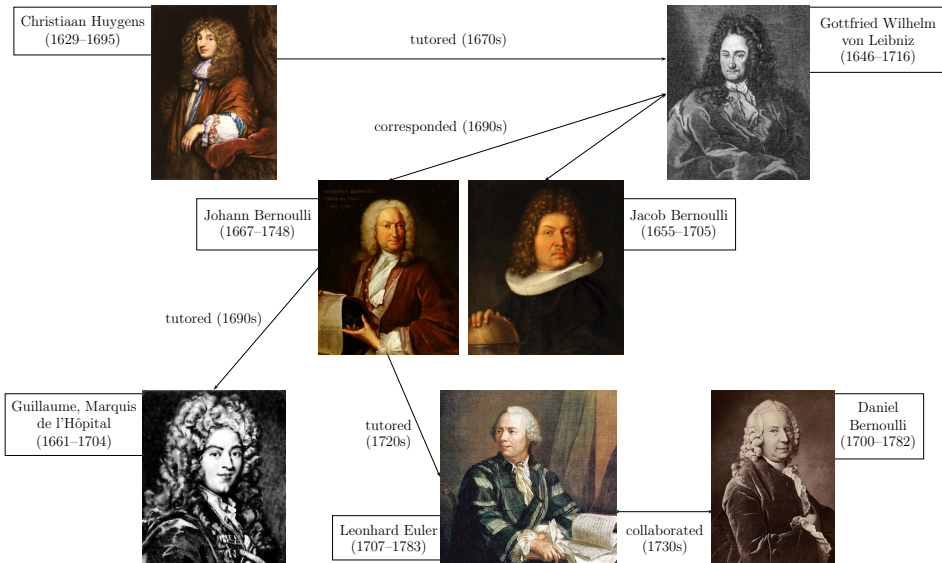 Christiaan Huygens
(1629–1695)
tutored (1670s)
Gottfried Wilhelm
von Leibniz
(1646–1716)
corresponded (1690s)
Johann Bernoulli
(1667–1748)
Jacob Bernoulli
(1655–1705)
tutored (1690s)
Guillaume, Marquis
de l'Hôpital
(1661–1704)
tutored
(1720s)
Daniel
Bernoulli
(1700–1782)
Leonhard Euler
(1707–1783)
collaborated
(1730s)